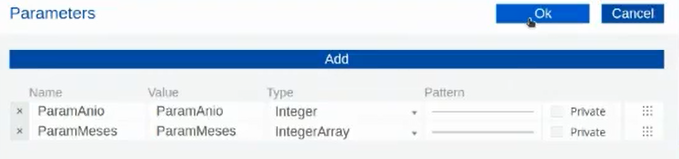 Parameters Ok Cancel
Add
Name Value Type Pattern
× ParamAnio ParamAnio Integer Private
× ParamMeses ParamMeses IntegerArray Private